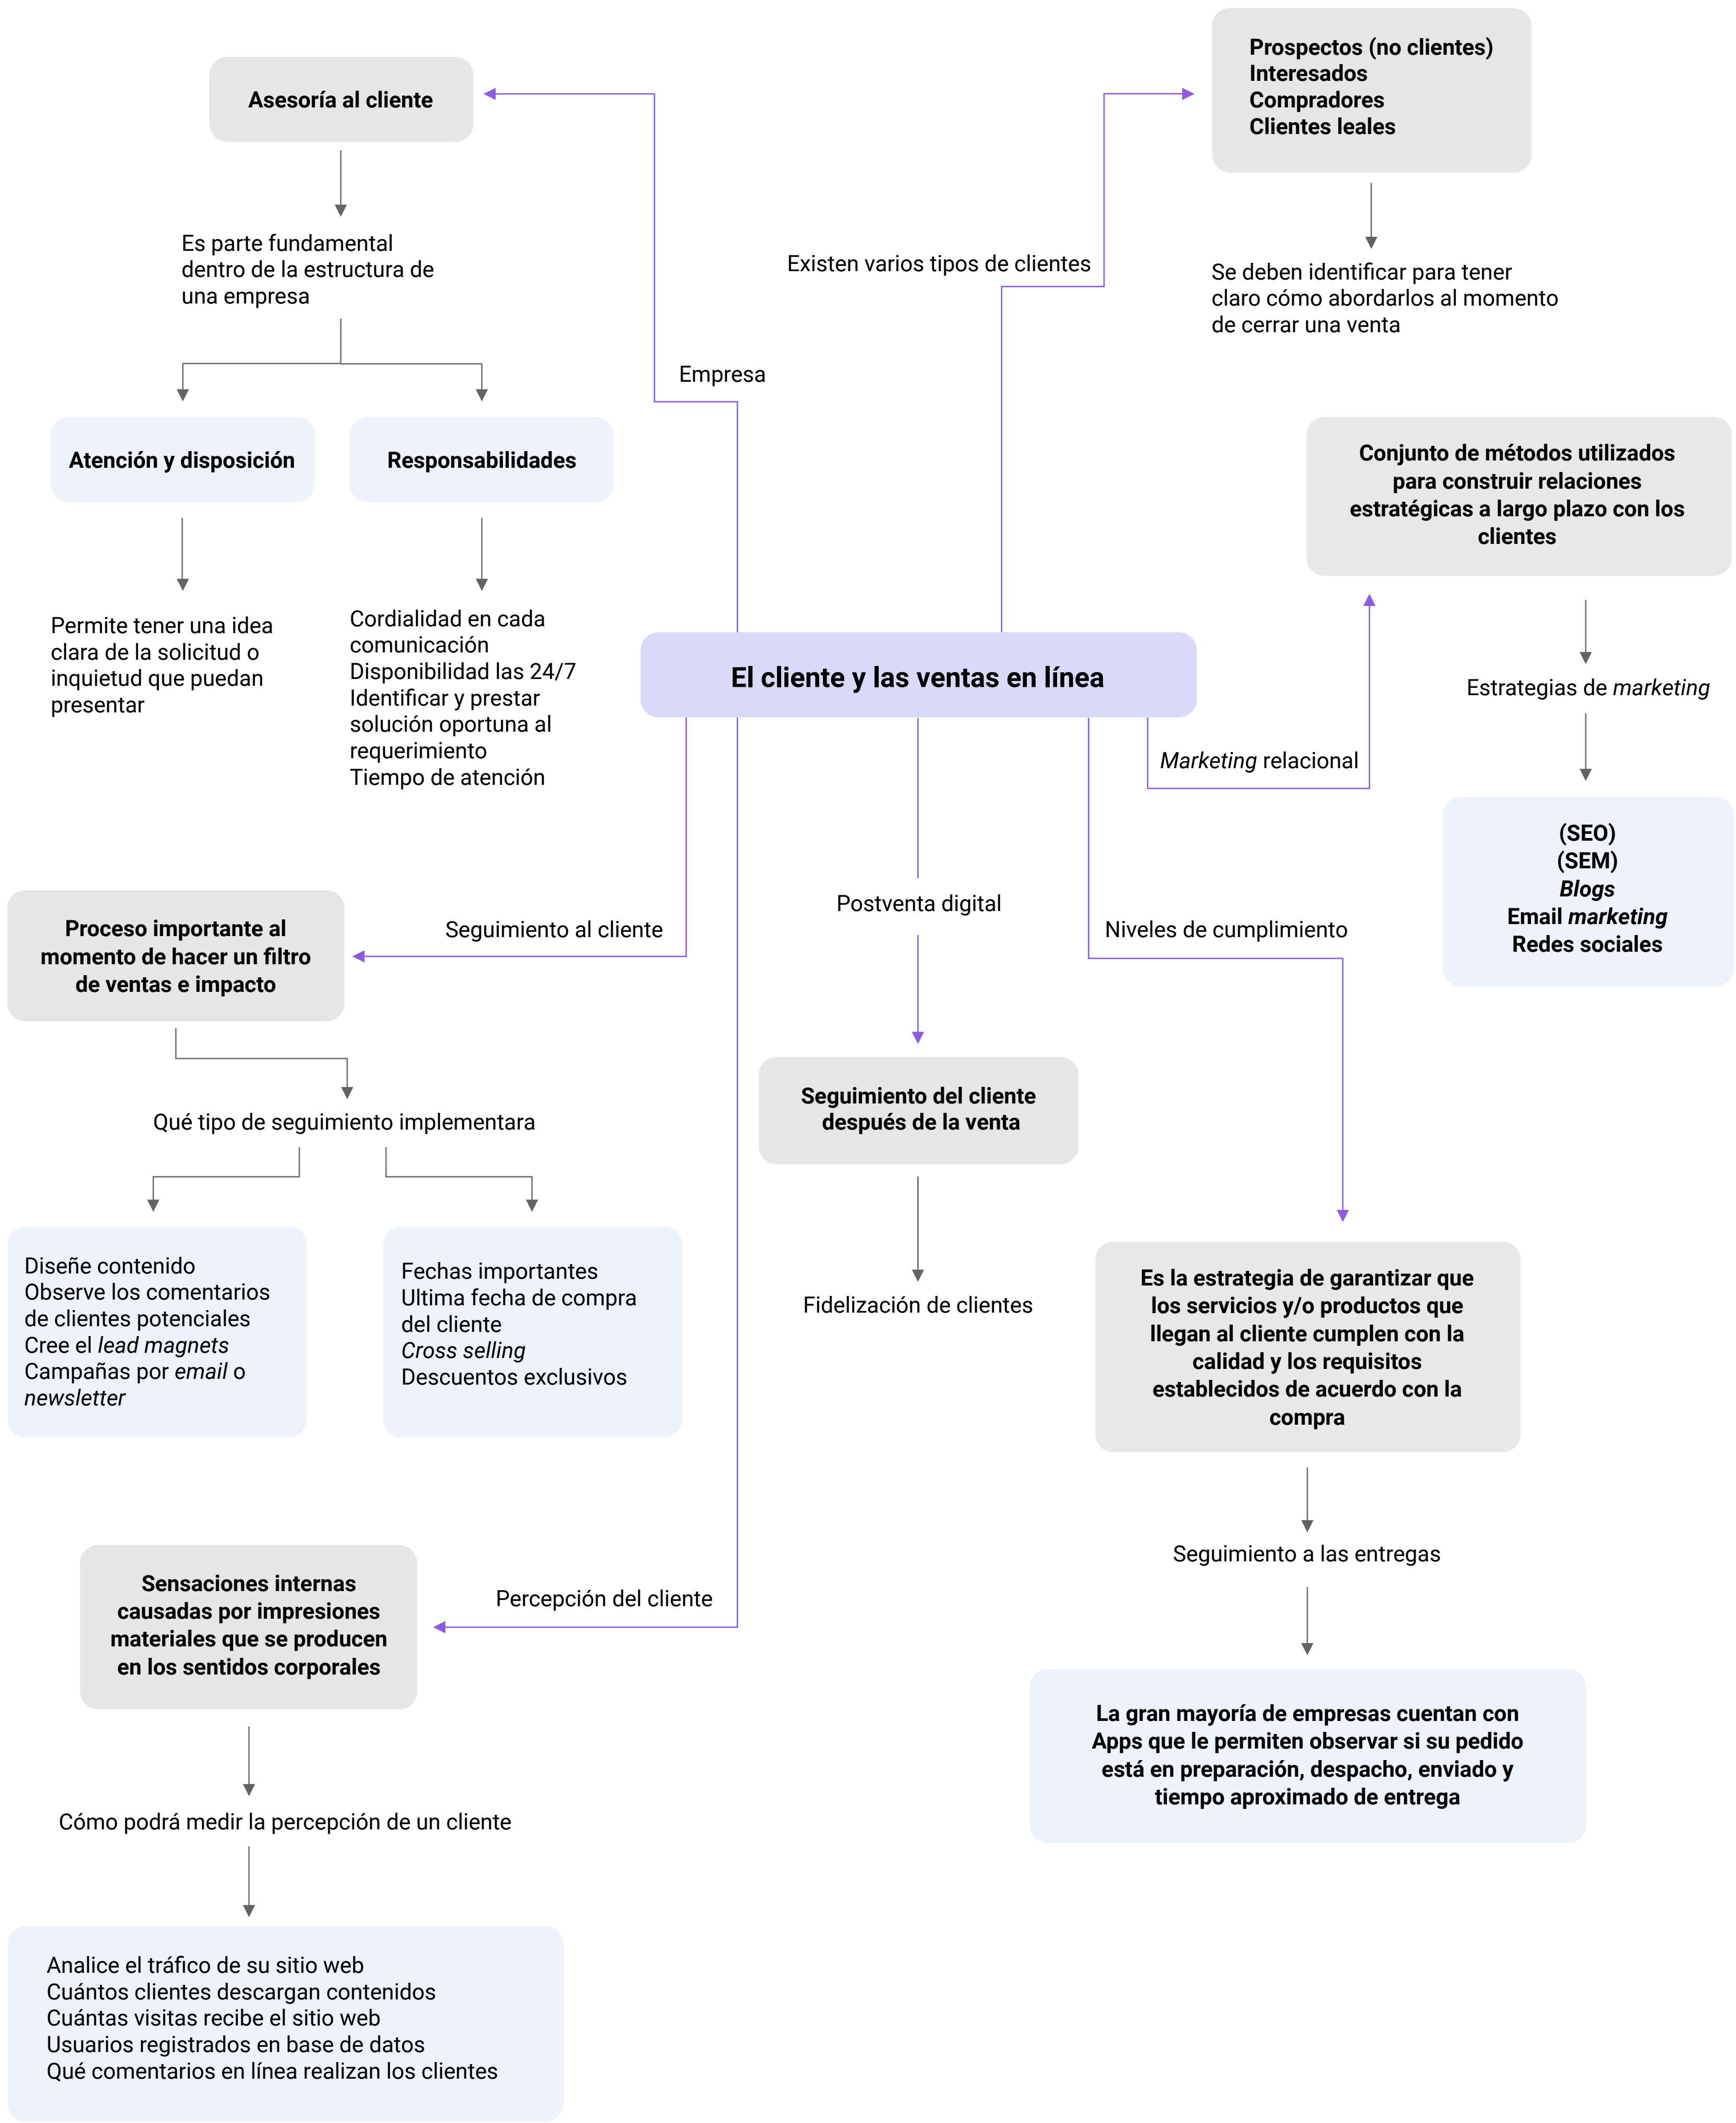 Prospectos (no clientes)
Interesados
Compradores
Clientes leales
Asesoría al cliente
Es parte fundamental
dentro de la estructura de
una empresa
Existen varios tipos de clientes
Se deben identificar para tener
claro cómo abordarlos al momento
de cerrar una venta
Empresa
Atención y disposición
Responsabilidades
Conjunto de métodos utilizados
para construir relaciones
estratégicas a largo plazo con los
clientes
Permite tener una idea
clara de la solicitud o
inquietud que puedan
presentar
Cordialidad en cada
comunicación
Disponibilidad las 24/7
Identificar y prestar
solución oportuna al
requerimiento
Tiempo de atención
El cliente y las ventas en línea
Estrategias de marketing
Marketing relacional
(SEO)
(SEM)
Blogs
Email marketing
Redes sociales
Proceso importante al
momento de hacer un filtro
de ventas e impacto
Seguimiento al cliente
Postventa digital
Niveles de cumplimiento
Qué tipo de seguimiento implementara
Seguimiento del cliente
después de la venta
Diseñe contenido
Observe los comentarios
de clientes potenciales
Cree el lead magnets
Campañas por email o
newsletter
Fechas importantes
Ultima fecha de compra
del cliente
Cross selling
Descuentos exclusivos
Fidelización de clientes
Es la estrategia de garantizar que
los servicios y/o productos que
llegan al cliente cumplen con la
calidad y los requisitos
establecidos de acuerdo con la
compra
Seguimiento a las entregas
Sensaciones internas
causadas por impresiones
materiales que se producen
en los sentidos corporales
Percepción del cliente
La gran mayoría de empresas cuentan con
Apps que le permiten observar si su pedido
está en preparación, despacho, enviado y
tiempo aproximado de entrega
Cómo podrá medir la percepción de un cliente
Analice el tráfico de su sitio web
Cuántos clientes descargan contenidos
Cuántas visitas recibe el sitio web
Usuarios registrados en base de datos
Qué comentarios en línea realizan los clientes